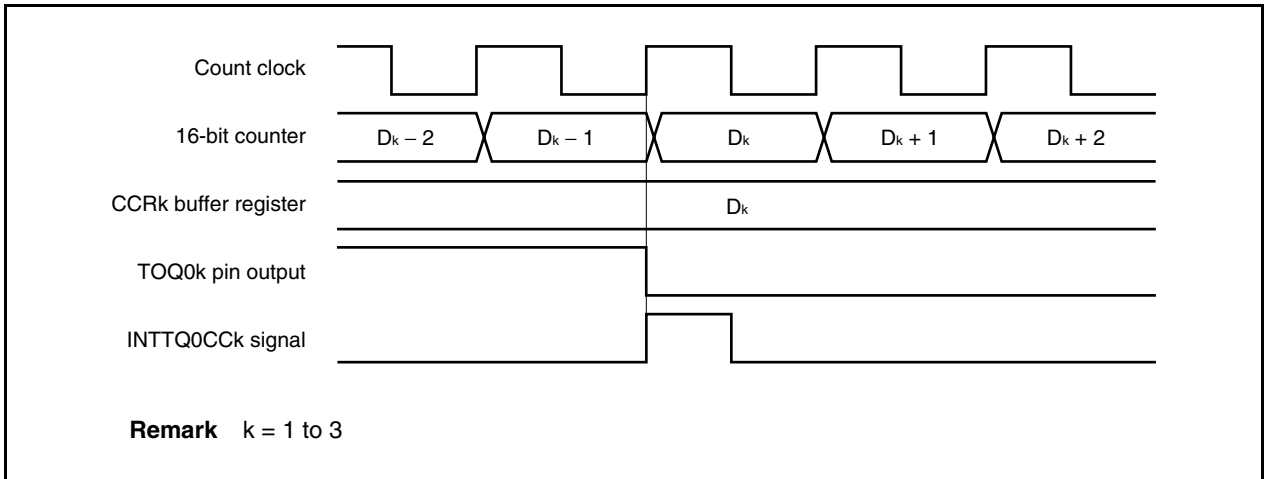 Count clock
16-bit counter
Dk − 2
Dk − 1
Dk
Dk + 1
Dk + 2
CCRk buffer register
Dk
TOQ0k pin output
INTTQ0CCk signal
Remark k = 1 to 3